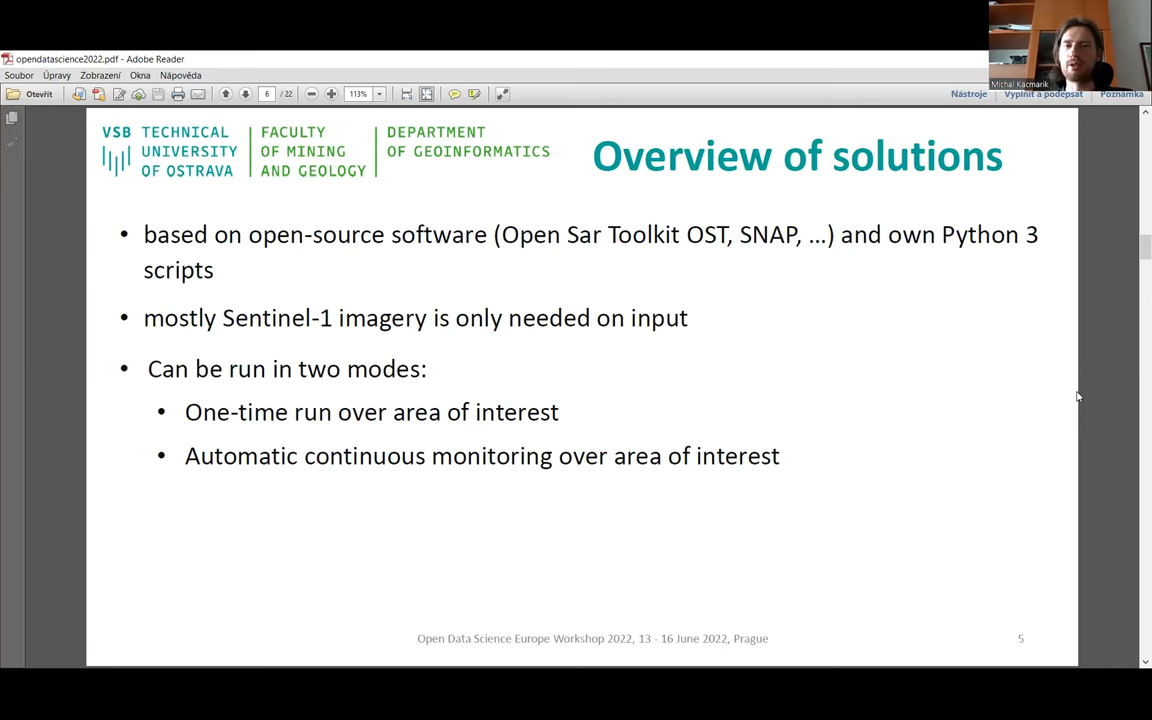 opendatascience2022.pdf - Adobe Reader
Soubor Úpravy Zobrazení Okna Nápověda
Michal Kacmarik
Otevřít 6 / 22 113% Nástroje Vyplnit a podepsat Poznámka
VSB TECHNICAL UNIVERSITY OF OSTRAVA
FACULTY OF MINING AND GEOLOGY
DEPARTMENT OF GEOINFORMATICS
Overview of solutions
• based on open-source software (Open Sar Toolkit OST, SNAP, ...) and own Python 3
scripts
• mostly Sentinel-1 imagery is only needed on input
• Can be run in two modes:
• One-time run over area of interest
• Automatic continuous monitoring over area of interest
Open Data Science Europe Workshop 2022, 13 - 16 June 2022, Prague
5